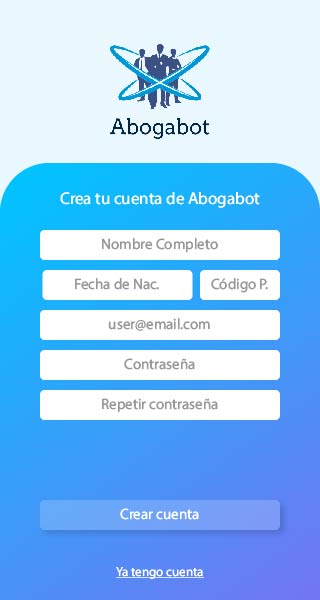 Abogabot
Crea tu cuenta de Abogabot
Nombre Completo
Fecha de Nac. Código P.
user@email.com
Contraseña
Repetir contraseña
Crear cuenta
Ya tengo cuenta